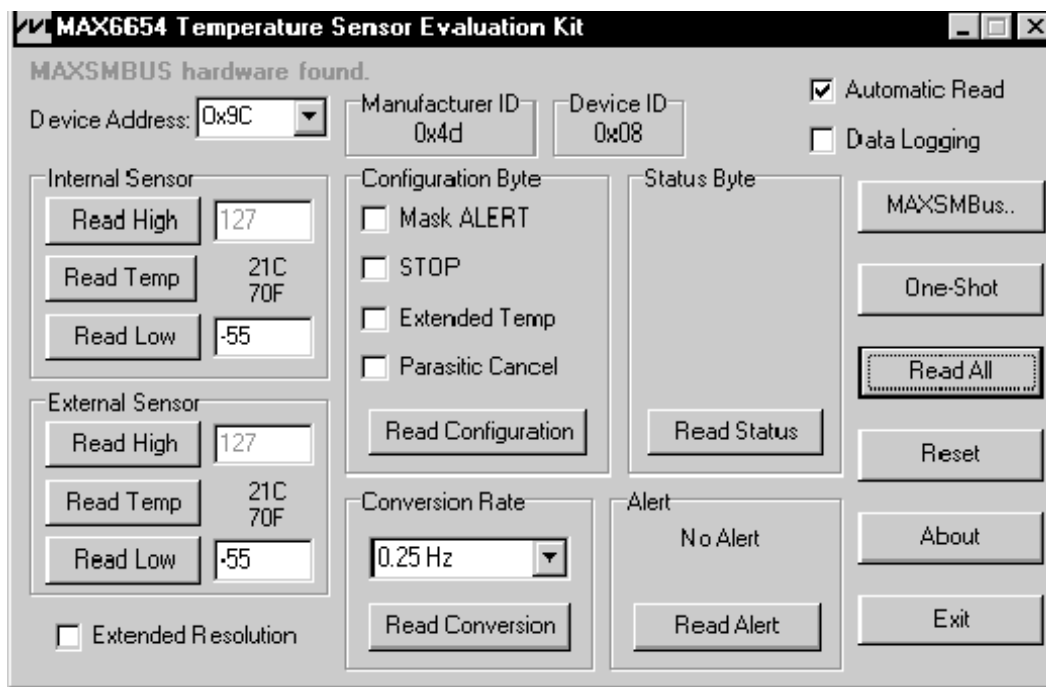 MAX6654 Temperature Sensor Evaluation Kit
MAXSMBUS hardware found.
Device Address: 0x9C
Manufacturer ID
0x4d
Device ID
0x08
Automatic Read
Data Logging
Internal Sensor
Read High 127
Read Temp 21C
70F
Read Low -55
External Sensor
Read High 127
Read Temp 21C
70F
Read Low -55
Extended Resolution
Configuration Byte
Mask ALERT
STOP
Extended Temp
Parasitic Cancel
Read Configuration
Conversion Rate
0.25 Hz
Read Conversion
Status Byte
Read Status
Alert
No Alert
Read Alert
MAXSMBus..
One-Shot
Read All
Reset
About
Exit